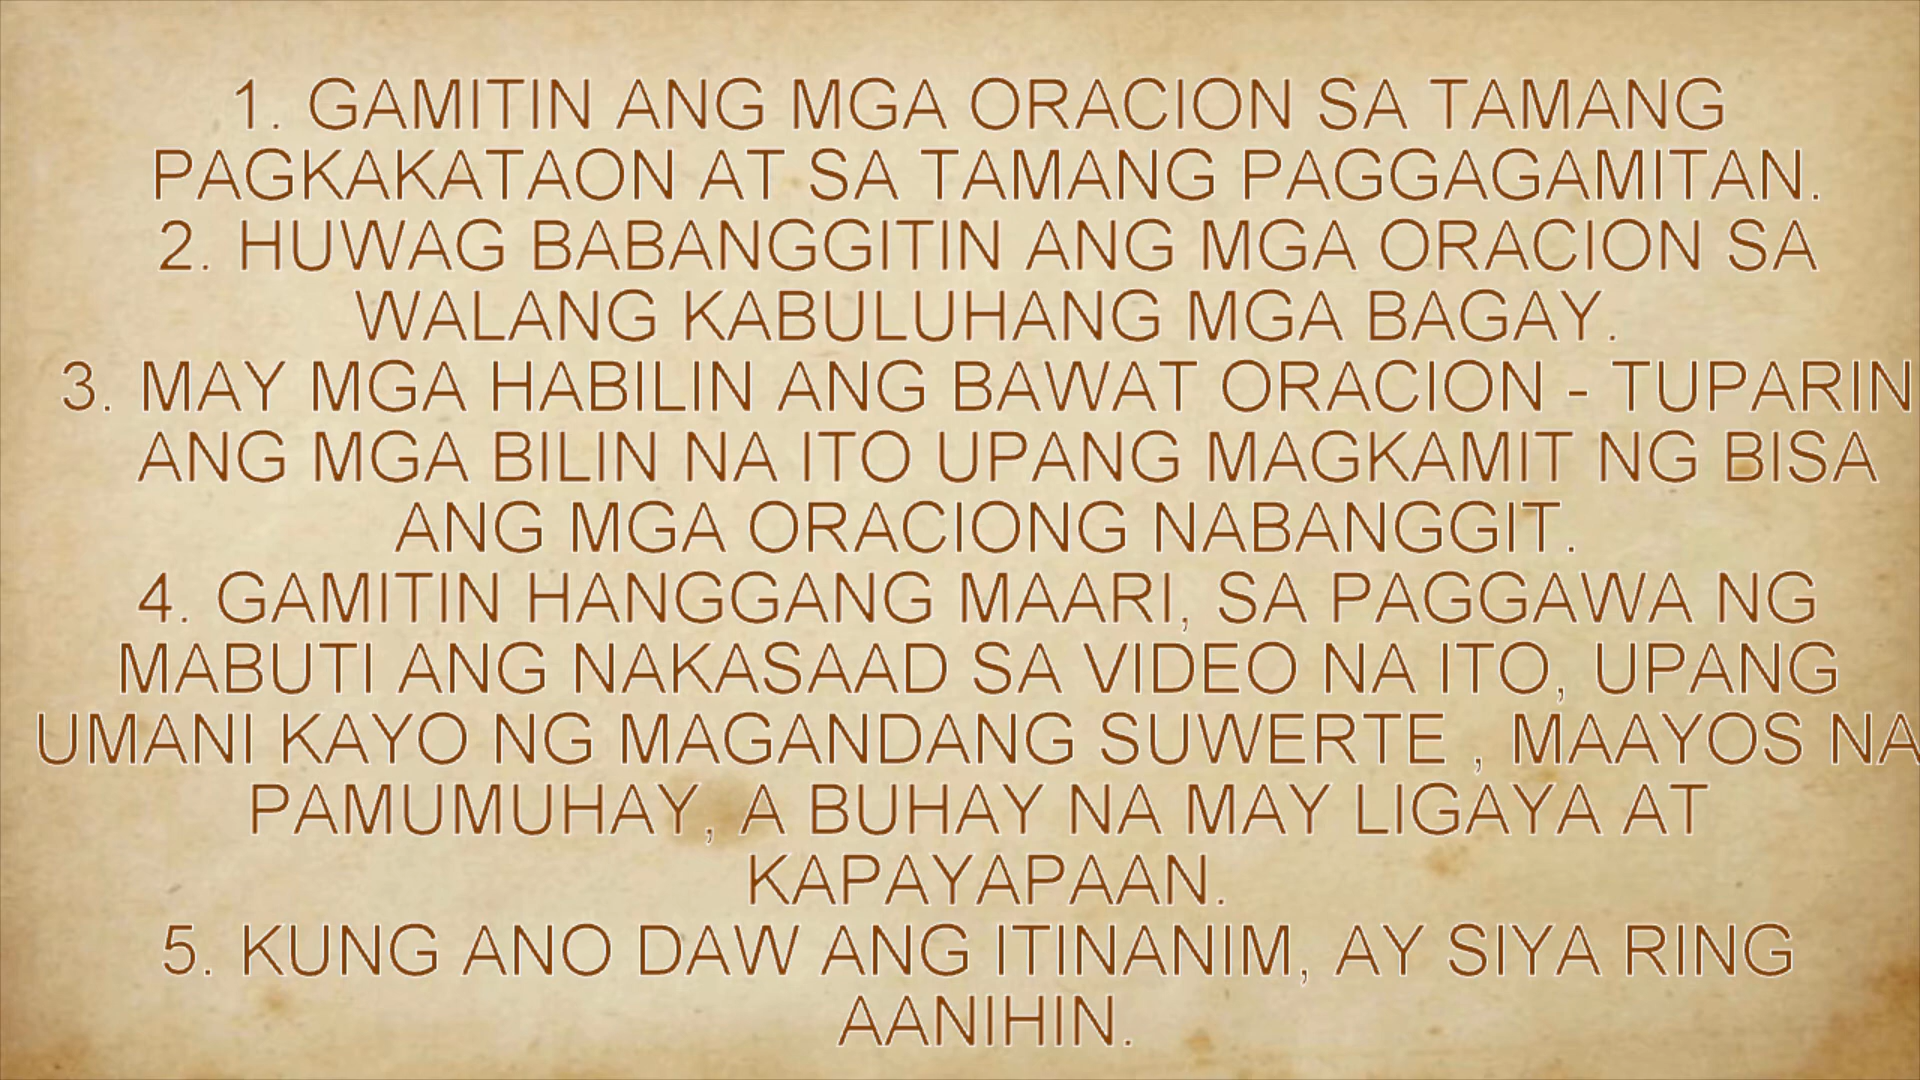 1. GAMITIN ANG MGA ORACION SA TAMANG
PAGKAKATAON AT SA TAMANG PAGGAGAMITAN.
2. HUWAG BABANGGITIN ANG MGA ORACION SA
WALANG KABULUHANG MGA BAGAY.
3. MAY MGA HABILIN ANG BAWAT ORACION - TUPARIN
ANG MGA BILIN NA ITO UPANG MAGKAMIT NG BISA
ANG MGA ORACIONG NABANGGIT.
4. GAMITIN HANGGANG MAARI, SA PAGGAWA NG
MABUTI ANG NAKASAAD SA VIDEO NA ITO, UPANG
UMANI KAYO NG MAGANDANG SUWERTE , MAAYOS NA
PAMUMUHAY, A BUHAY NA MAY LIGAYA AT
KAPAYAPAAN.
5. KUNG ANO DAW ANG ITINANIM, AY SIYA RING
AANIHIN.